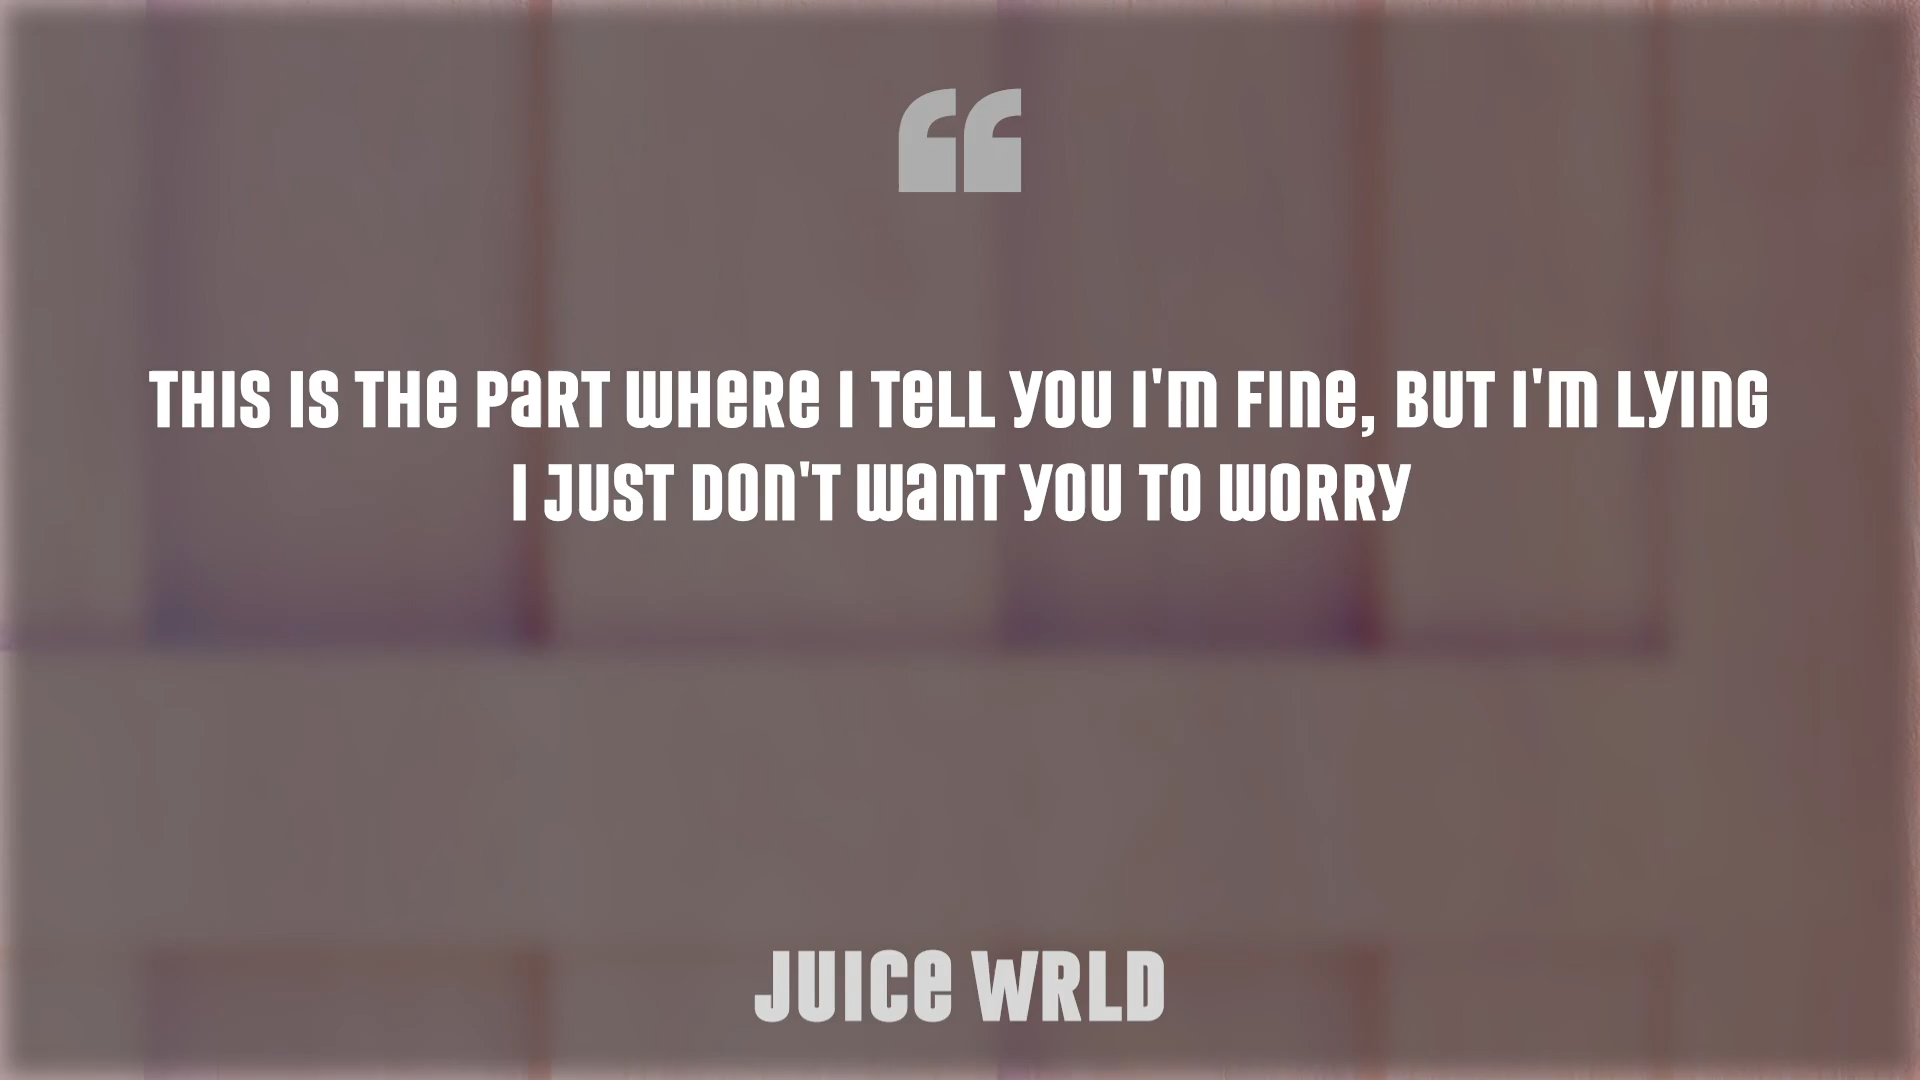 “
THIS IS THE PART WHERE I TELL YOU I'M FINE, BUT I'M LYING
I JUST DON'T WANT YOU TO WORRY
JUICE WRLD